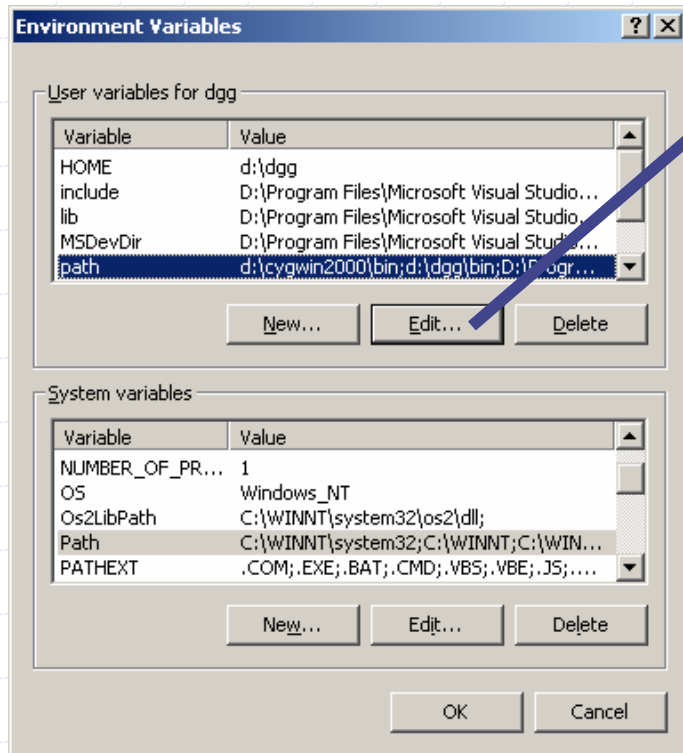 Environment Variables
User variables for dgg
Variable Value
HOME d:\dgg
include D:\Program Files\Microsoft Visual Studio...
lib D:\Program Files\Microsoft Visual Studio...
MSDevDir D:\Program Files\Microsoft Visual Studio...
path d:\cygwin2000\bin;d:\dgg\bin;D:\Progr...
New... Edit... Delete
System variables
Variable Value
NUMBER_OF_PR... 1
OS Windows_NT
Os2LibPath C:\WINNT\system32\os2\dll;
Path C:\WINNT\system32;C:\WINNT;C:\WIN...
PATHEXT .COM;.EXE;.BAT;.CMD;.VBS;.VBE;.JS;....
New... Edit... Delete
OK Cancel